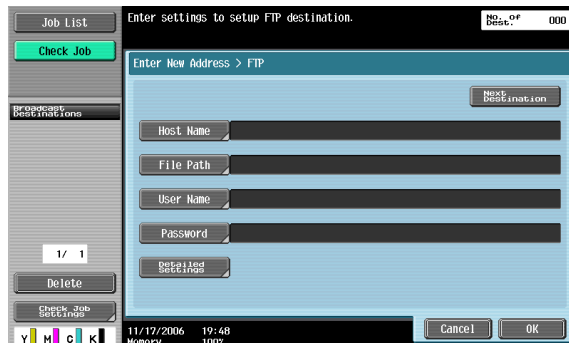 Job List
Check Job
Broadcast
Destinations
1/ 1
Delete
Check Job
Settings
Y M C K
Enter settings to setup FTP destination.
No. of
Dest. 000
Enter New Address > FTP
Next
Destination
Host Name
File Path
User Name
Password
Detailed
Settings
11/17/2006 19:48
Memory 100%
Cancel OK